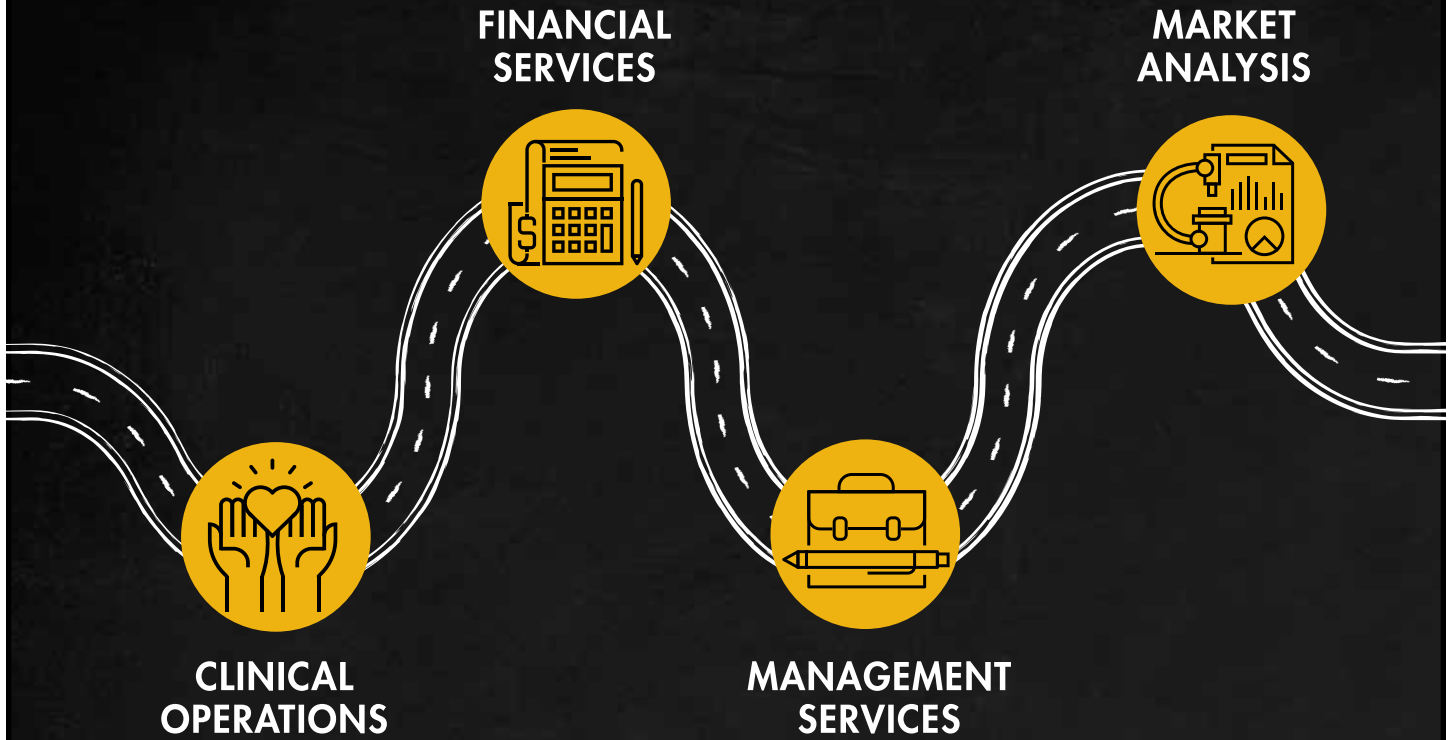 FINANCIAL
SERVICES
MARKET
ANALYSIS
$
CLINICAL
OPERATIONS
MANAGEMENT
SERVICES